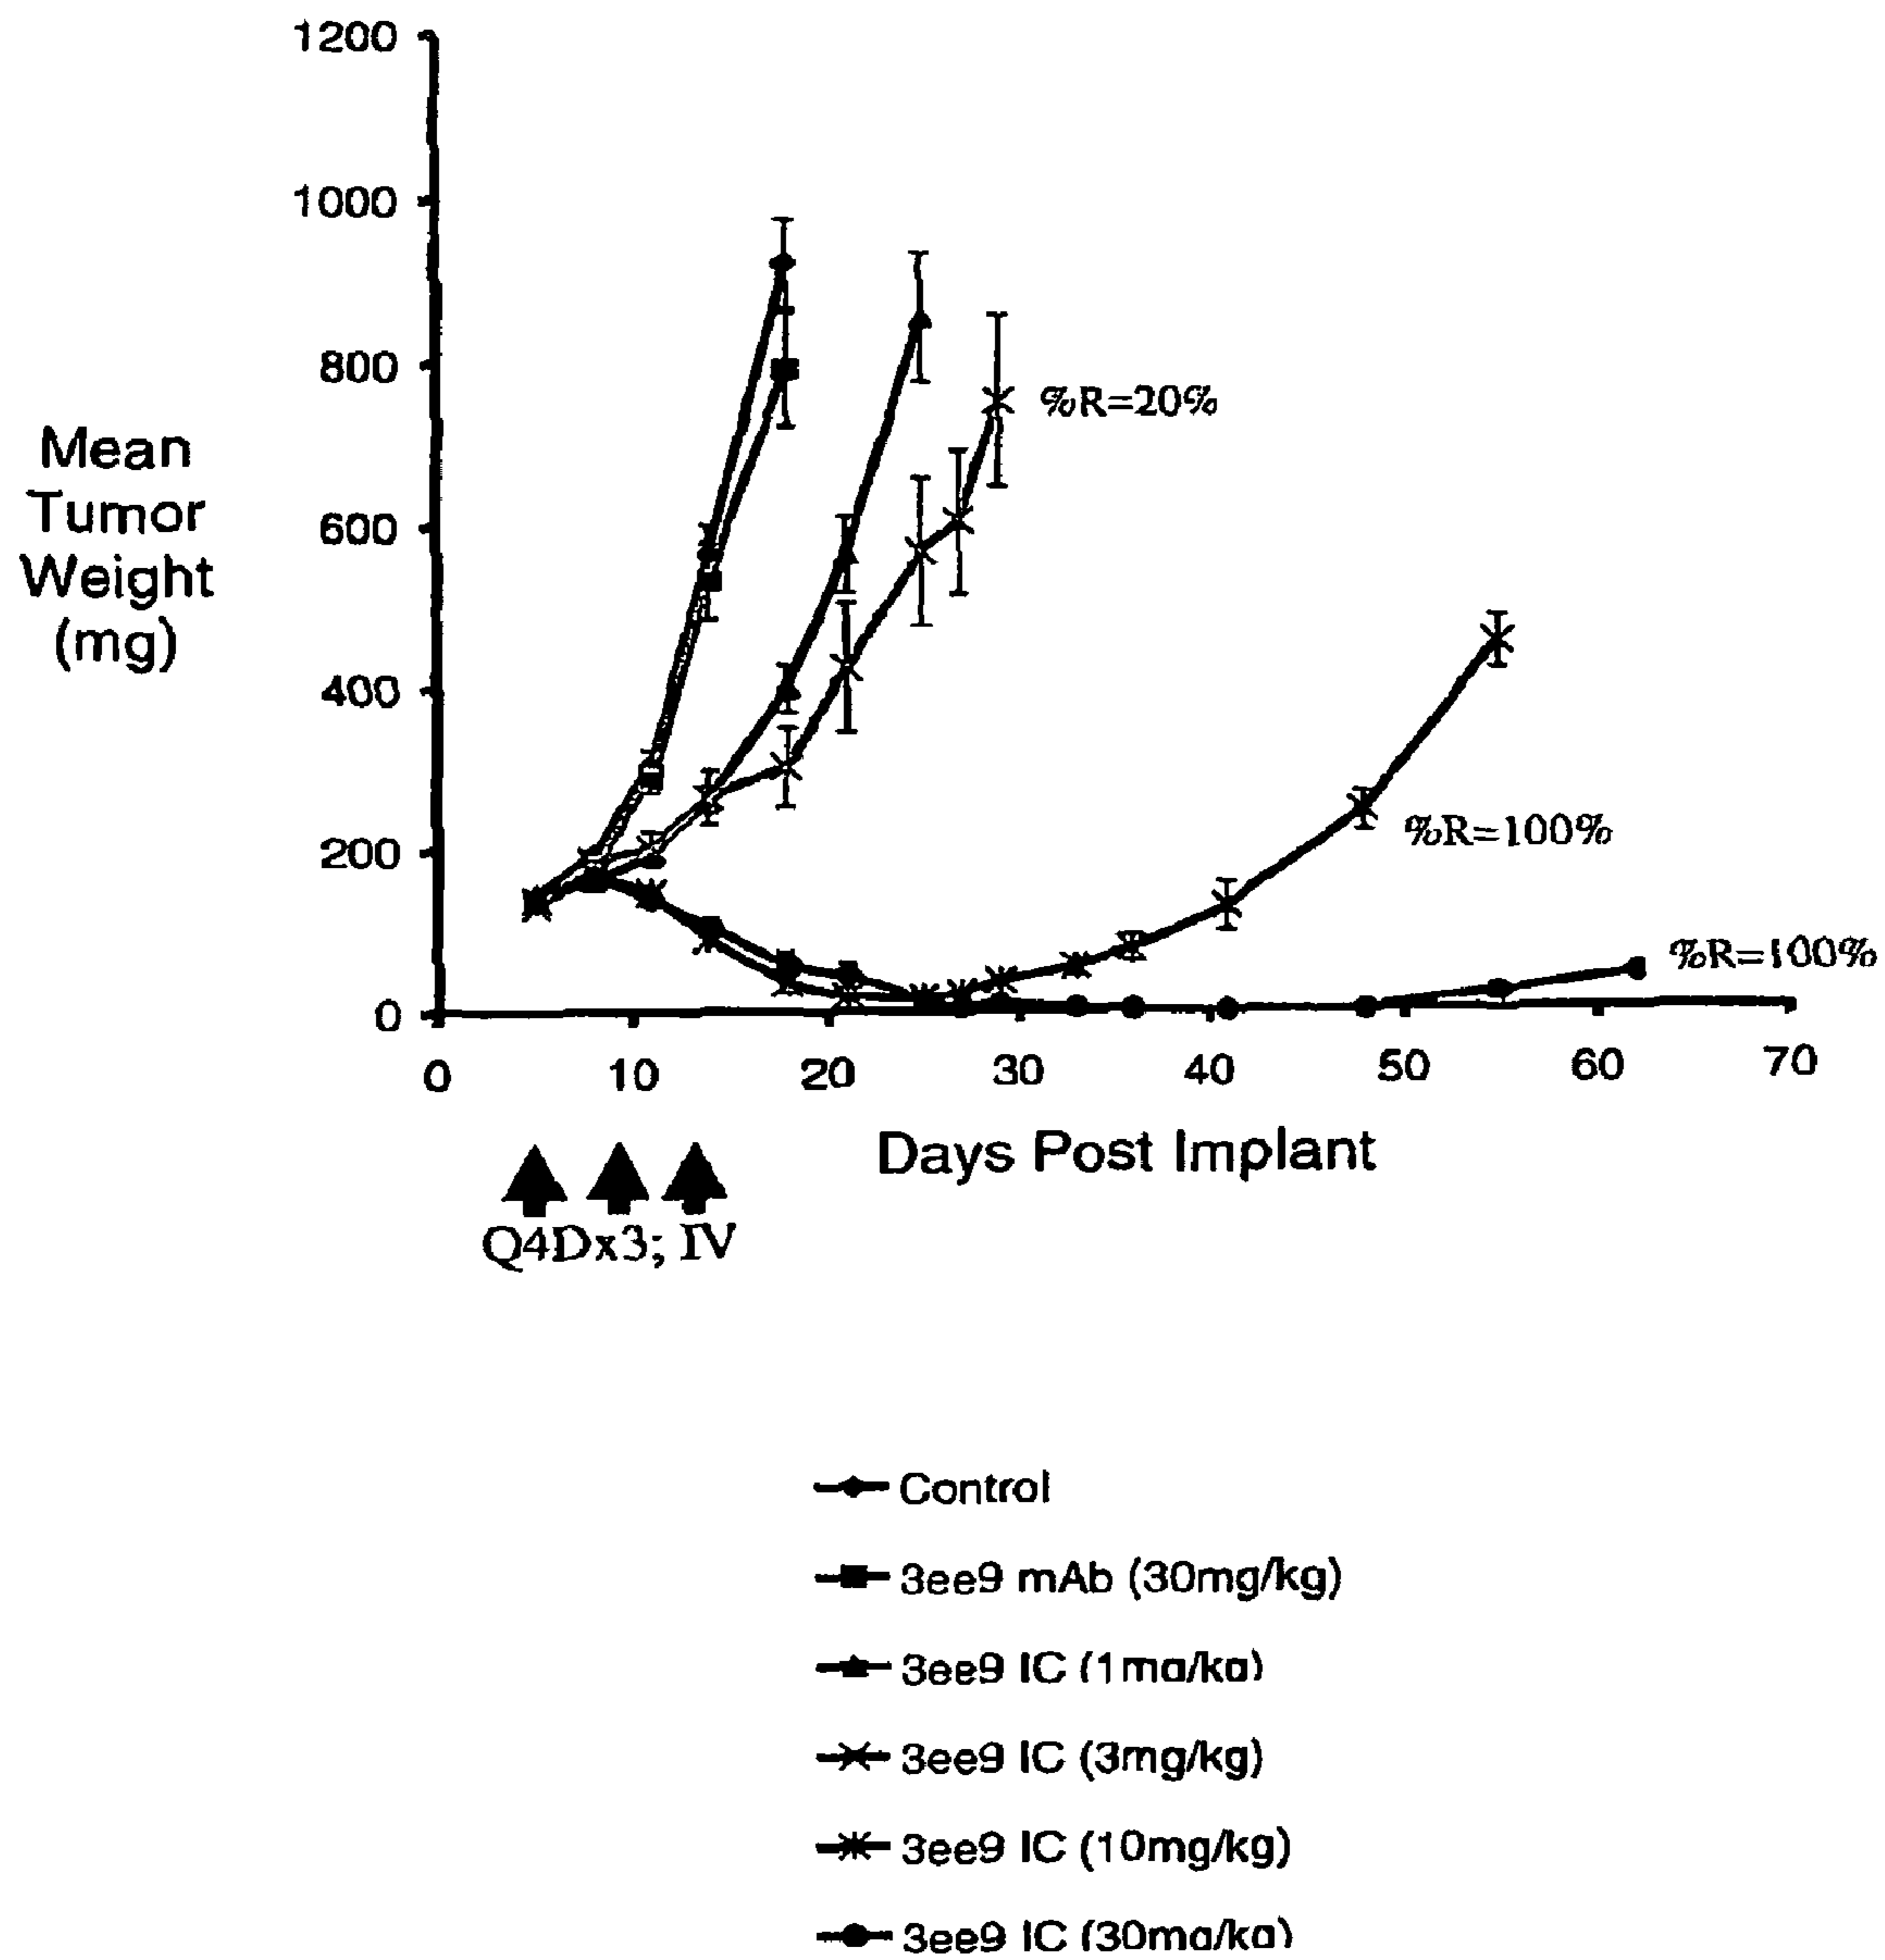 1200
1000
800
600
400
200
0
Mean
Tumor
Weight
(mg)
%R=20%
%R=100%
%R=100%
0 10 20 30 40 50 60 70
Days Post Implant
Q4Dx3; IV
Control
3ee9 mAb (30mg/kg)
3ee9 IC (1mg/kg)
3ee9 IC (3mg/kg)
3ee9 IC (10mg/kg)
3ee9 IC (30mg/kg)